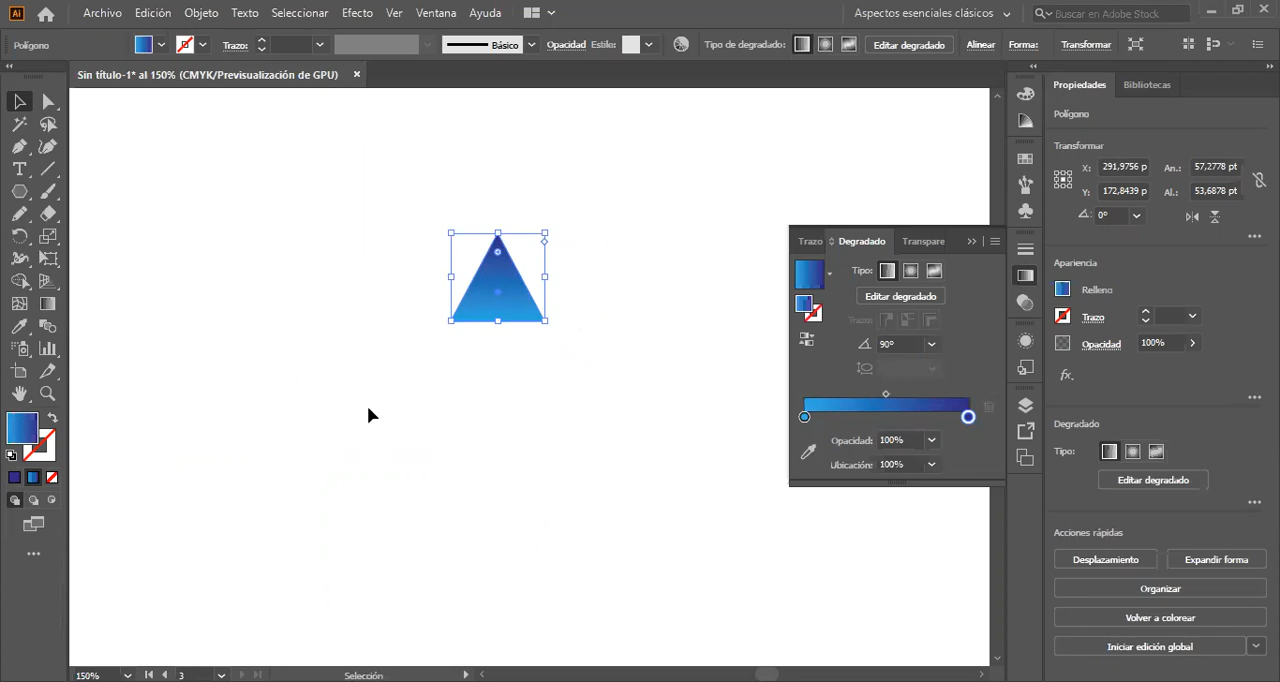 Ai Archivo Edición Objeto Texto Seleccionar Efecto Ver Ventana Ayuda Aspectos esenciales clásicos Buscar en Adobe Stock
Polígono Trazo: Básico Opacidad Estilo: Tipo de degradado: Editar degradado Alinear Forma: Transformar
Sin título-1* al 150% (CMYK/Previsualización de GPU) ×
Propiedades Bibliotecas
Polígono
Transformar
X: 291,9756 p An.: 57,2778 pt
Y: 172,8439 p Al.: 53,6878 pt
0°
Apariencia
Relleno
Trazo
Opacidad 100%
fx.
Degradado
Tipo:
Editar degradado
Acciones rápidas
Desplazamiento Expandir forma
Organizar
Volver a colorear
Iniciar edición global
Trazo Degradado Transpare
Tipo:
Editar degradado
Trazo:
90°
Opacidad: 100%
Ubicación: 100%
150% 3 Selección